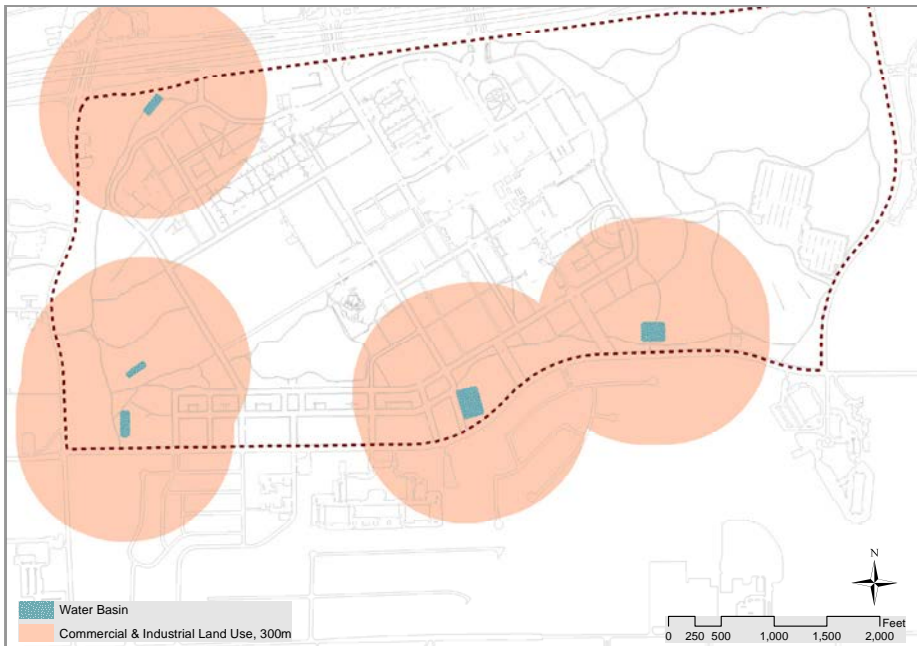 N
Water Basin
Commercial & Industrial Land Use, 300m
Feet
0 250 500 1,000 1,500 2,000